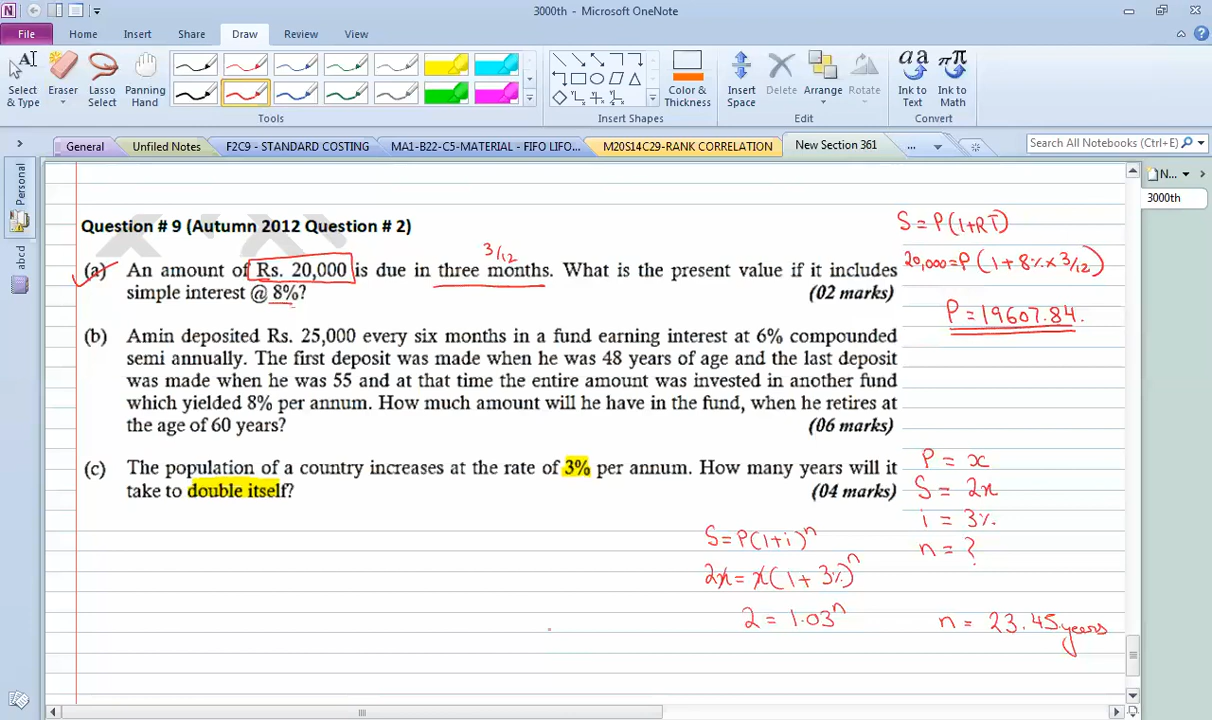 3000th - Microsoft OneNote
File Home Insert Share Draw Review View
Select & Type
Eraser
Lasso Select
Panning Hand
Color & Thickness
Insert Space
Delete
Arrange
Rotate
Ink to Text
Ink to Math
Tools
Insert Shapes
Edit
Convert
General Unfiled Notes F2C9 - STANDARD COSTING MA1-B22-C5-MATERIAL - FIFO LIFO... M20S14C29-RANK CORRELATION New Section 361 ... Search All Notebooks (Ctrl+E)
Personal
abcd
N...
3000th
Question # 9 (Autumn 2012 Question # 2)
3/12
(a) An amount of Rs. 20,000 is due in three months. What is the present value if it includes
simple interest @ 8%? (02 marks)
(b) Amin deposited Rs. 25,000 every six months in a fund earning interest at 6% compounded
semi annually. The first deposit was made when he was 48 years of age and the last deposit
was made when he was 55 and at that time the entire amount was invested in another fund
which yielded 8% per annum. How much amount will he have in the fund, when he retires at
the age of 60 years? (06 marks)
(c) The population of a country increases at the rate of 3% per annum. How many years will it
take to double itself? (04 marks)
S=P(1+RT)
20,000=P(1+8%x3/12)
P=19607.84.
P = x
S = 2x
i = 3%
n = ?
S=P(1+i)^n
2x=x(1+3%)^n
2 = 1.03^n
n = 23.45years